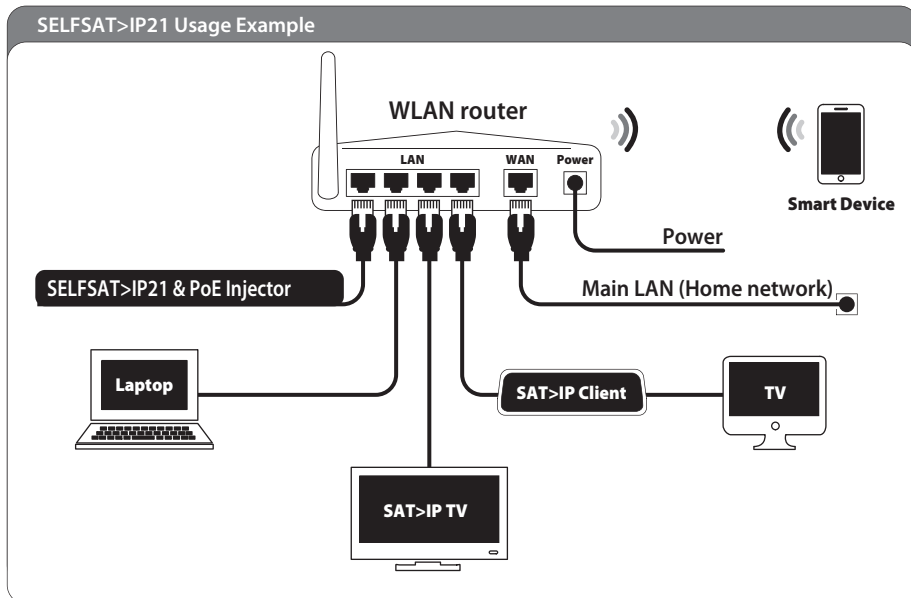 SELFSAT>IP21 Usage Example
WLAN router
LAN
WAN
Power
Smart Device
Power
SELFSAT>IP21 & PoE Injector
Main LAN (Home network)
Laptop
SAT>IP Client
TV
SAT>IP TV